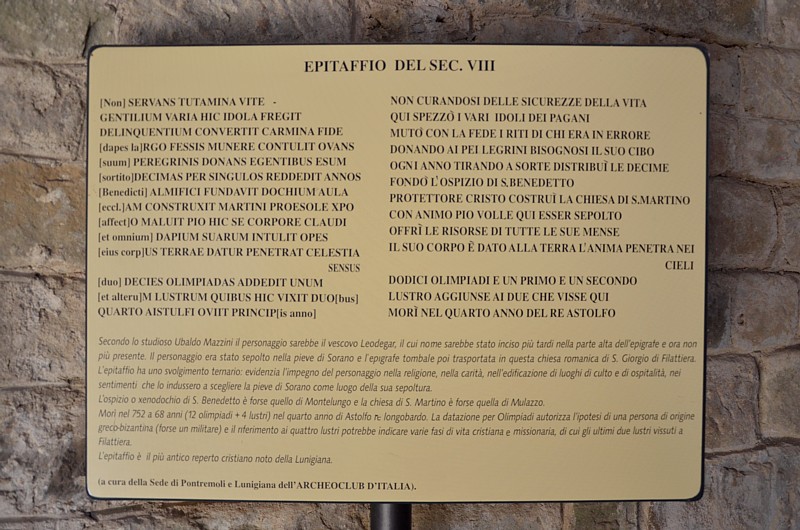 EPITAFFIO DEL SEC. VIII
[Non] SERVANS TUTAMINA VITE -
GENTILIUM VARIA HIC IDOLA FREGIT
DELINQUENTIUM CONVERTIT CARMINA FIDE
[dapes la]RGO FESSIS MUNERE CONTULIT OVANS
[suum] PEREGRINIS DONANS EGENTIBUS ESUM
[sortito]DECIMAS PER SINGULOS REDDEDIT ANNOS
[Benedicti] ALMIFICI FUNDAVIT DOCHIUM AULA
[eccl.]AM CONSTRUXIT MARTINI PROESOLE XPO
[affect]O MALUIT PIO HIC SE CORPORE CLAUDI
[et omnium] DAPIUM SUARUM INTULIT OPES
[eius corp]US TERRAE DATUR PENETRAT CELESTIA
SENSUS
[duo] DECIES OLIMPIADAS ADDEDIT UNUM
[et alteru]M LUSTRUM QUIBUS HIC VIXIT DUO[bus]
QUARTO AISTULFI OVIIT PRINCIP[is anno]
NON CURANDOSI DELLE SICUREZZE DELLA VITA
QUI SPEZZÒ I VARI IDOLI DEI PAGANI
MUTÒ CON LA FEDE I RITI DI CHI ERA IN ERRORE
DONANDO AI PEI LEGRINI BISOGNOSI IL SUO CIBO
OGNI ANNO TIRANDO A SORTE DISTRIBUÌ LE DECIME
FONDÒ L'OSPIZIO DI S.BENEDETTO
PROTETTORE CRISTO COSTRUÌ LA CHIESA DI S.MARTINO
CON ANIMO PIO VOLLE QUI ESSER SEPOLTO
OFFRÌ LE RISORSE DI TUTTE LE SUE MENSE
IL SUO CORPO È DATO ALLA TERRA L'ANIMA PENETRA NEI
CIELI
DODICI OLIMPIADI E UN PRIMO E UN SECONDO
LUSTRO AGGIUNSE AI DUE CHE VISSE QUI
MORÌ NEL QUARTO ANNO DEL RE ASTOLFO
Secondo lo studioso Ubaldo Mazzini il personaggio sarebbe il vescovo Leodegar, il cui nome sarebbe stato inciso più tardi nella parte alta dell'epigrafe e ora non
più presente. Il personaggio era stato sepolto nella pieve di Sorano e l'epigrafe tombale poi trasportata in questa chiesa romanica di S. Giorgio di Filattiera.
L'epitaffio ha uno svolgimento ternario: evidenzia l'impegno del personaggio nella religione, nella carità, nell'edificazione di luoghi di culto e di ospitalità, nei
sentimenti che lo indussero a scegliere la pieve di Sorano come luogo della sua sepoltura.
L'ospizio o xenodochio di S. Benedetto è forse quello di Montelungo e la chiesa di S. Martino è forse quella di Mulazzo.
Morì nel 752 a 68 anni (12 olimpiadi + 4 lustri) nel quarto anno di Astolfo re longobardo. La datazione per Olimpiadi autorizza l'ipotesi di una persona di origine
greco-bizantina (forse un militare) e il riferimento ai quattro lustri potrebbe indicare varie fasi di vita cristiana e missionaria, di cui gli ultimi due lustri vissuti a
Filattiera.
L'epitaffio è il più antico reperto cristiano noto della Lunigiana.
(a cura della Sede di Pontremoli e Lunigiana dell'ARCHEOCLUB D'ITALIA).